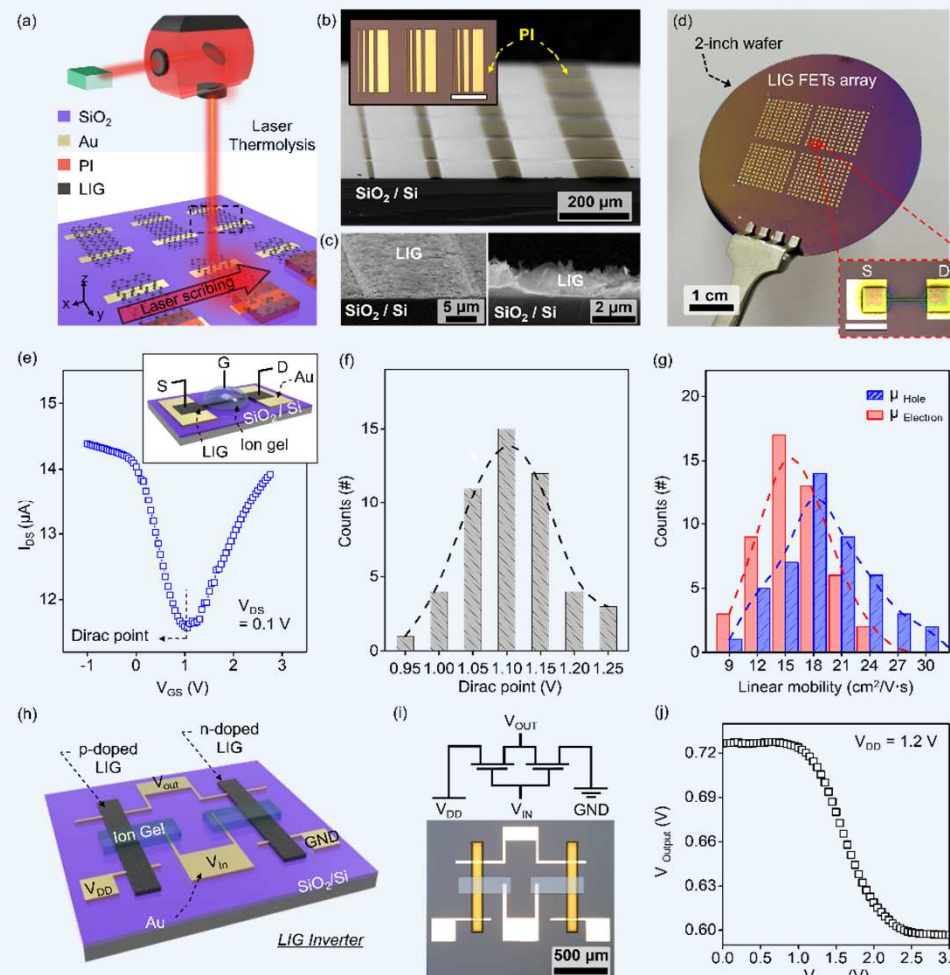 (a)
SiO2
Au
PI
LIG
Laser
Thermolysis
Laser scribing
z
x
y
(b)
PI
SiO2 / Si
200 µm
(c)
LIG
SiO2 / Si
5 µm
LIG
SiO2 / Si
2 µm
(d)
2-inch wafer
LIG FETs array
1 cm
S
D
(e)
G
S
D
Au
SiO2 / Si
LIG
Ion gel
IDS (µA)
14
13
12
VDS
= 0.1 V
Dirac point
-1
0
1
2
3
VGS (V)
(f)
Counts (#)
15
10
5
0
0.95
1.00
1.05
1.10
1.15
1.20
1.25
Dirac point (V)
(g)
µ Hole
µ Electron
Counts (#)
20
15
10
5
0
9
12
15
18
21
24
27
30
Linear mobility (cm2/V·s)
(h)
p-doped
LIG
n-doped
LIG
Vout
Ion Gel
VDD
VIn
GND
SiO2/Si
Au
LIG Inverter
(i)
VOUT
VDD
VIN
GND
500 µm
(j)
VDD = 1.2 V
V Output (V)
0.72
0.69
0.66
0.63
0.60
0.0
0.5
1.0
1.5
2.0
2.5